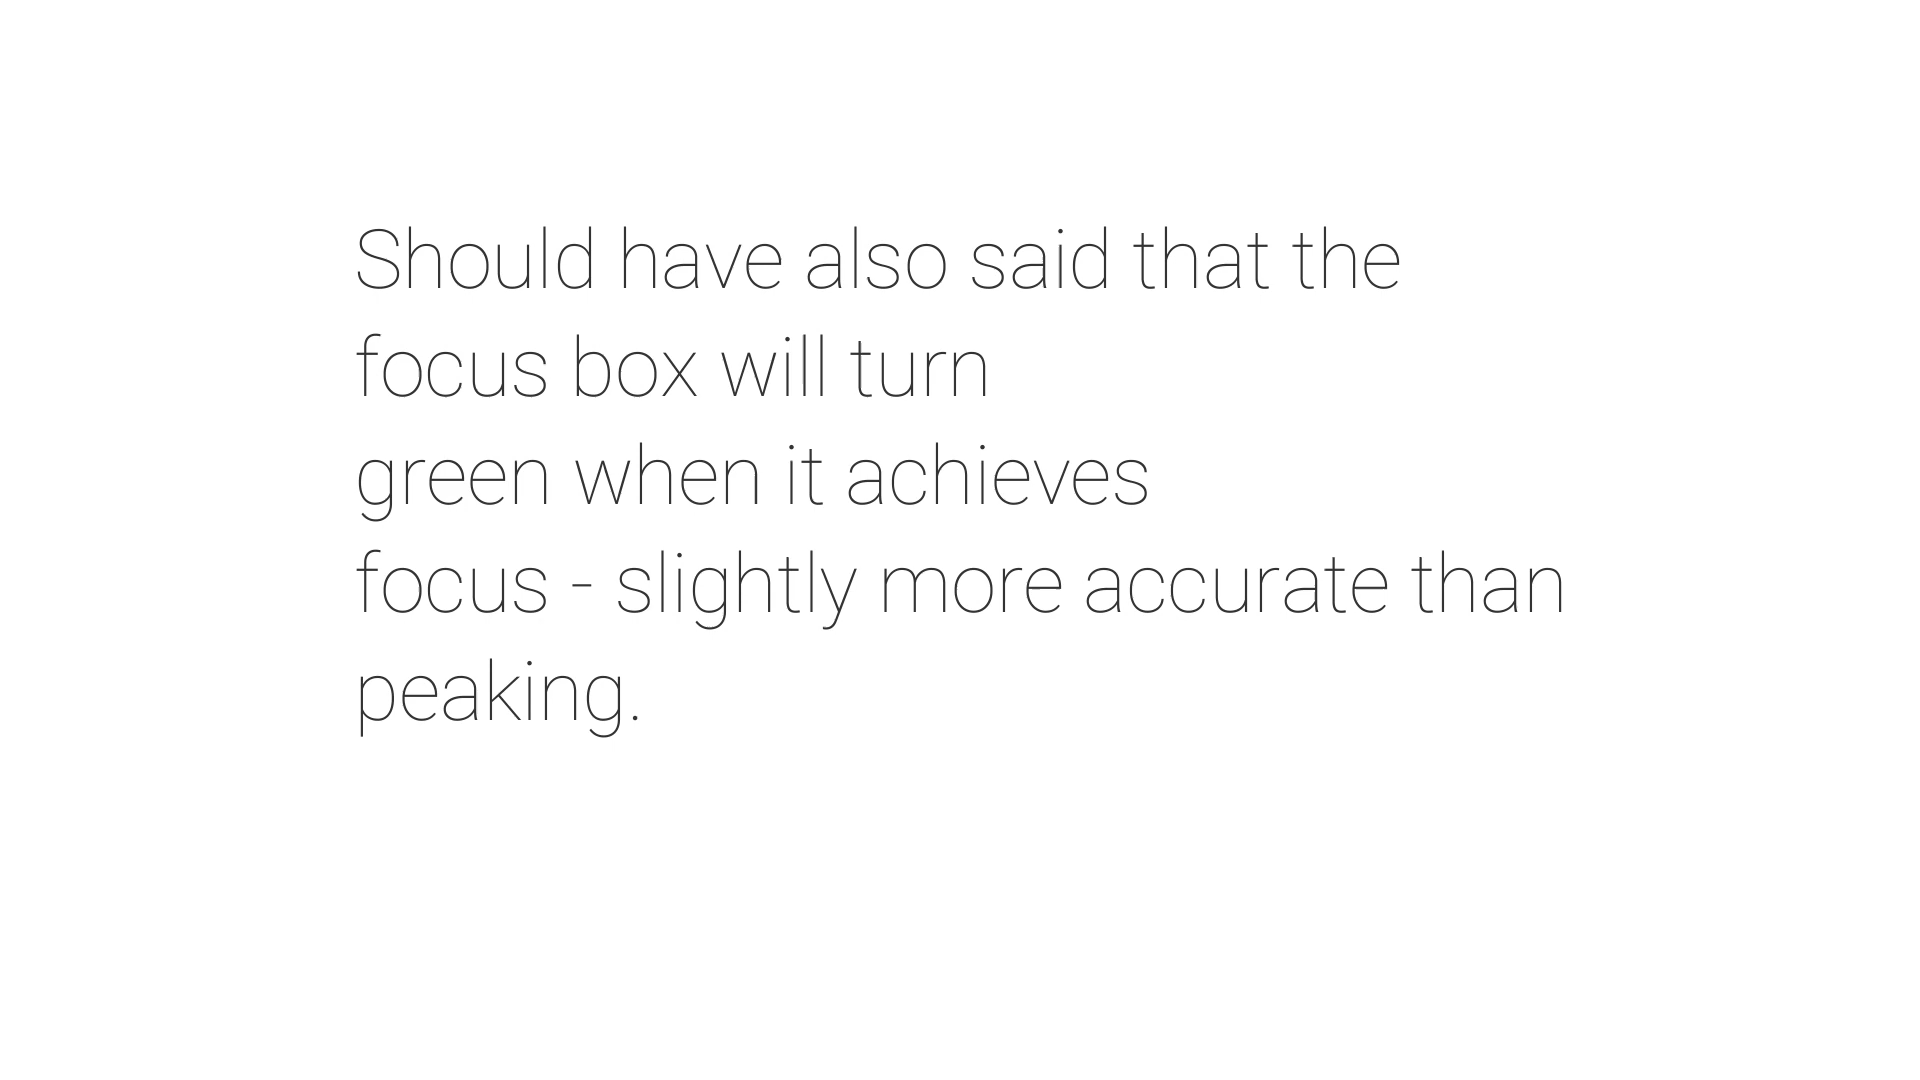 Should have also said that the
focus box will turn
green when it achieves
focus - slightly more accurate than
peaking.